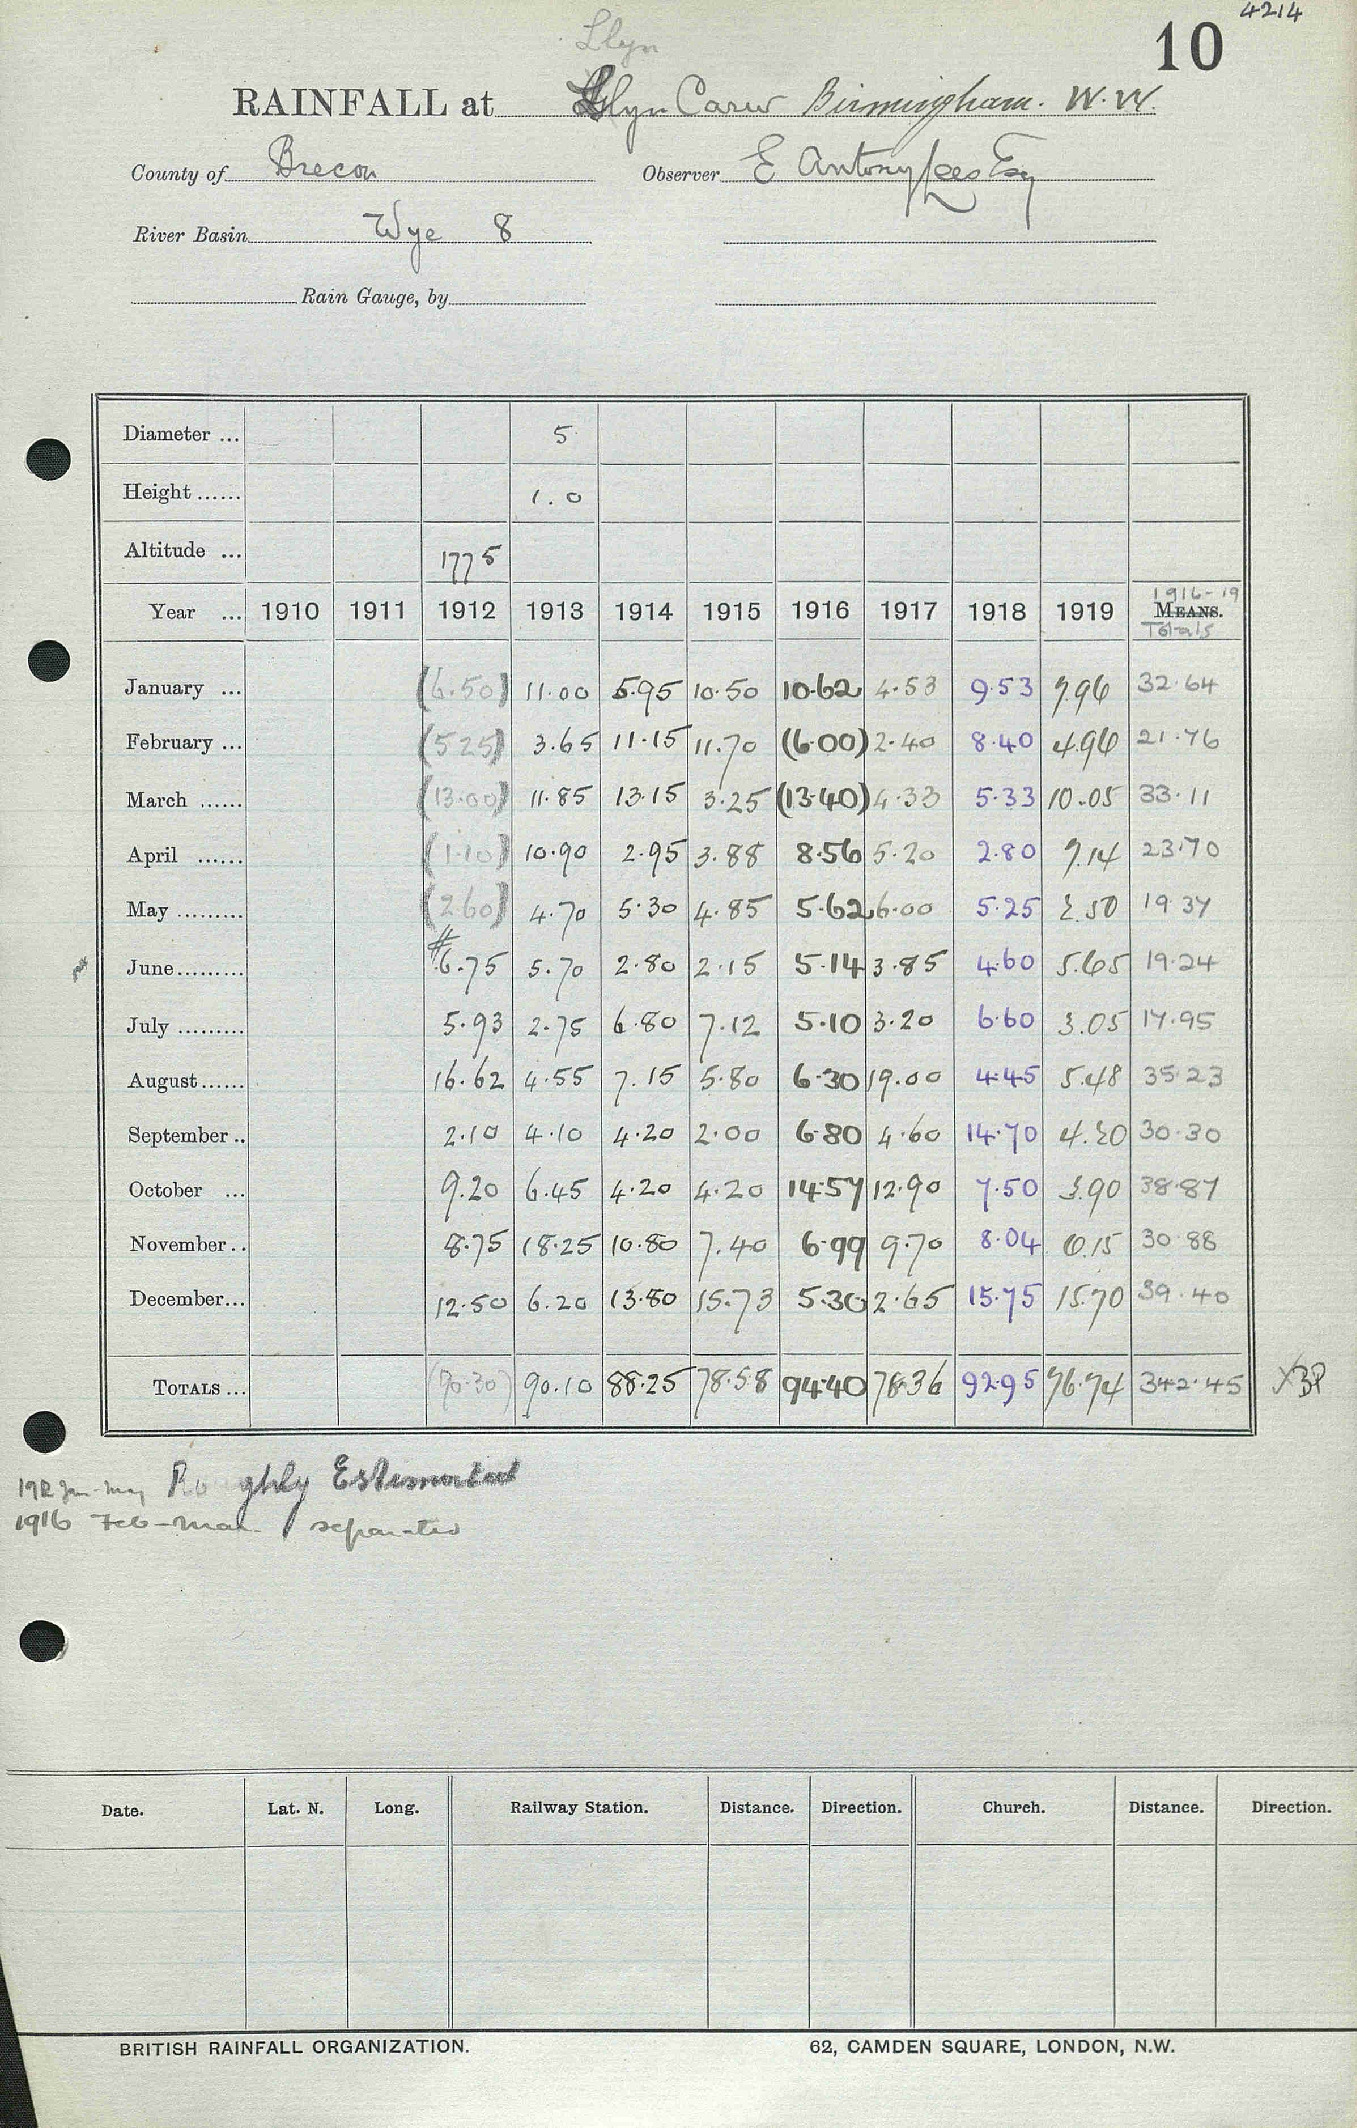 4214
10
Llyn
RAINFALL at Llyn Carw Birmingham. W.W.
County of Brecon Observer E Antony Lees Esq
River Basin Wye 8
Rain Gauge, by
Diameter ... 5
Height ...... 1.0
Altitude ... 1775
1916-19
Year ... 1910 1911 1912 1913 1914 1915 1916 1917 1918 1919 MEANS.
Totals
January ... (6.50) 11.00 5.95 10.50 10.62 4.53 9.53 7.96 32.64
February ... (5.25) 3.65 11.15 11.70 (6.00) 2.40 8.40 4.96 21.76
March ...... (13.00) 11.85 13.15 3.25 (13.40) 4.33 5.33 10.05 33.11
April ...... (1.10) 10.90 2.95 3.88 8.56 5.20 2.80 7.14 23.70
May ......... (2.60) 4.70 5.30 4.85 5.62 6.00 5.25 2.50 19.37
June ......... # 6.75 5.70 2.80 2.15 5.14 3.85 4.60 5.65 19.24
July ......... 5.93 2.75 6.80 7.12 5.10 3.20 6.60 3.05 17.95
August ...... 16.62 4.55 7.15 5.80 6.30 19.00 4.45 5.48 35.23
September .. 2.10 4.10 4.20 2.00 6.80 4.60 14.70 4.20 30.30
October ... 9.20 6.45 4.20 4.20 14.57 12.90 7.50 3.90 38.87
November .. 8.75 18.25 10.80 7.40 6.99 9.70 8.04 6.15 30.88
December ... 12.50 6.20 13.80 15.73 5.30 2.65 15.75 15.70 39.40
TOTALS ... (90.30) 90.10 88.25 78.58 94.40 78.36 92.95 76.74 342.45 XBP
1912 Jan-May Roughly Estimated
1916 Feb-Mar. separated
Date. Lat. N. Long. Railway Station. Distance. Direction. Church. Distance. Direction.
BRITISH RAINFALL ORGANIZATION. 62, CAMDEN SQUARE, LONDON, N.W.